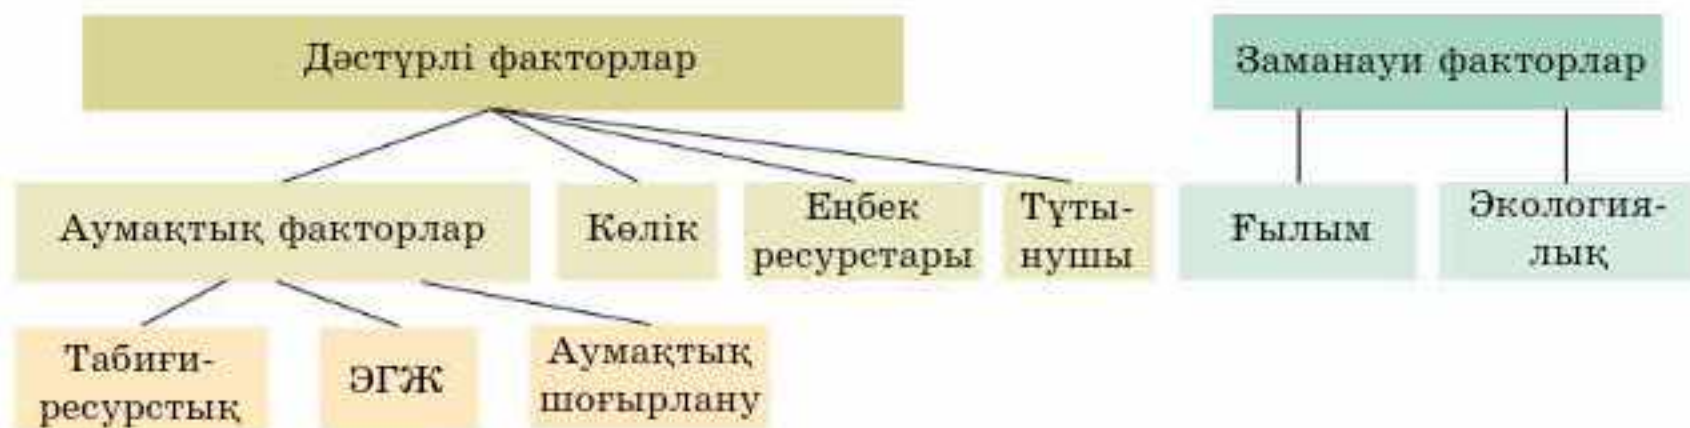 Дәстүрлі факторлар
Заманауи факторлар
Аумақтық факторлар
Көлік
Еңбек
ресурстары
Тұты-
нушы
Ғылым
Экология-
лық
Табиғи-
ресурстық
ЭГЖ
Аумақтық
шоғырлану